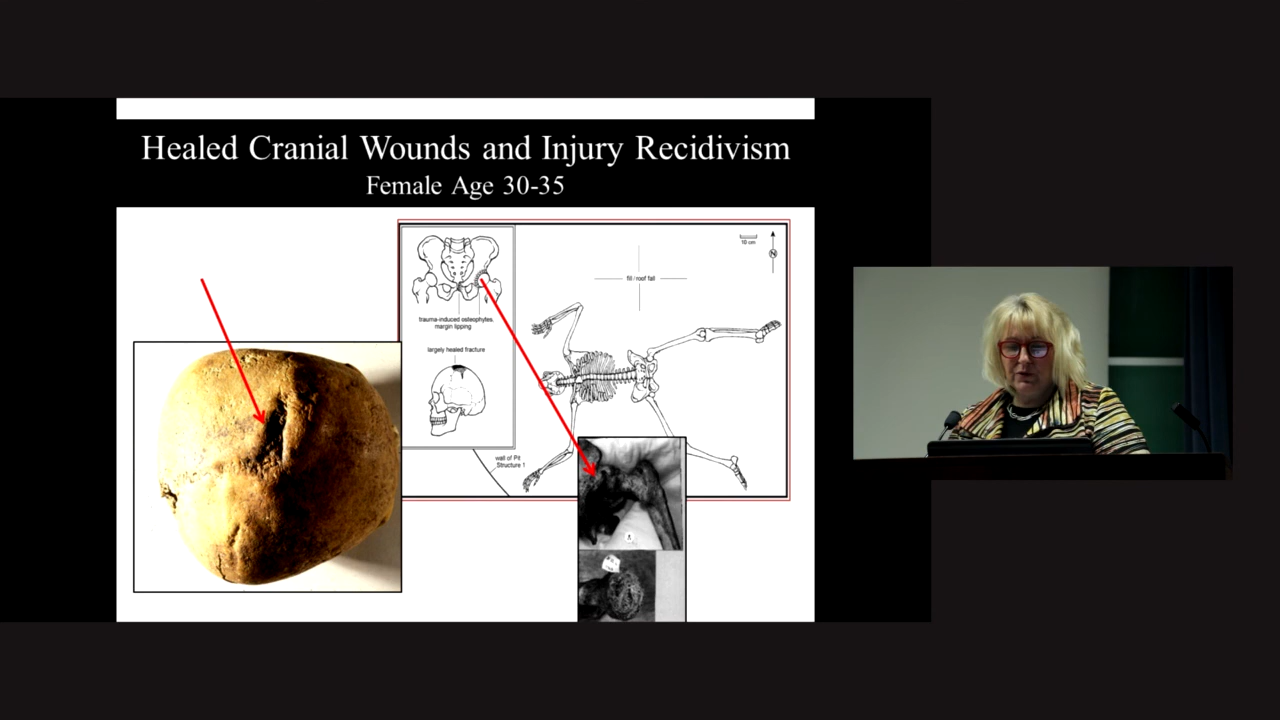 Healed Cranial Wounds and Injury Recidivism
Female Age 30-35
10 cm
N
fill/roof fall
trauma-induced osteophytes.
margin lipping
largely healed fracture
wall of Pit
Structure 1